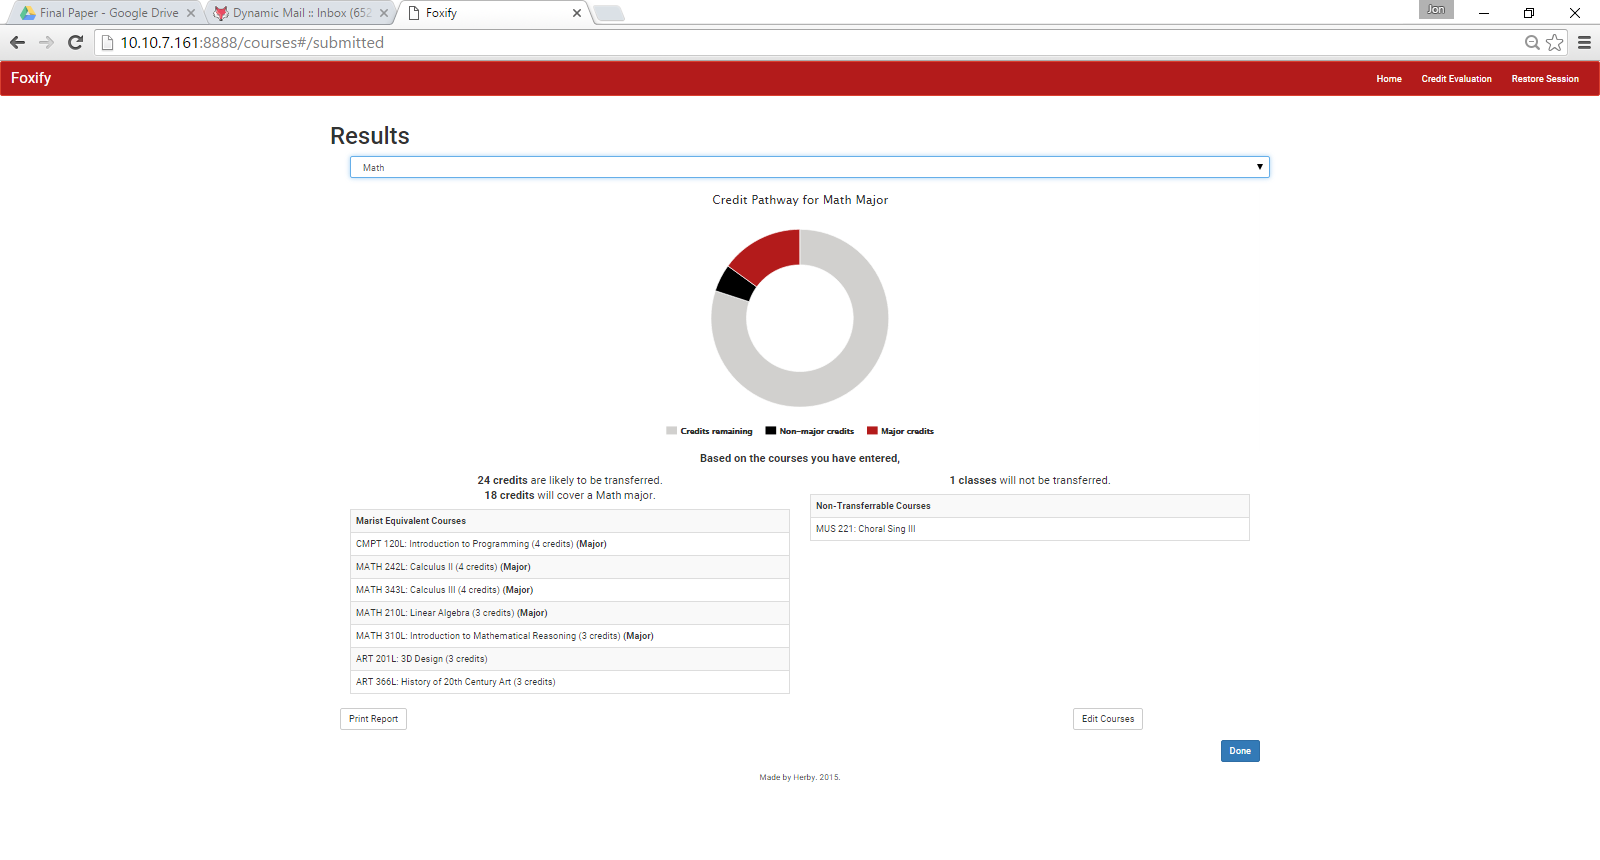 Final Paper - Google Drive
Dynamic Mail :: Inbox (652
Foxify
Jon
10.10.7.161:8888/courses#/submitted
Foxify
Home
Credit Evaluation
Restore Session
Results
Math
Credit Pathway for Math Major
Credits remaining
Non-major credits
Major credits
Based on the courses you have entered,
24 credits are likely to be transferred.
18 credits will cover a Math major.
Marist Equivalent Courses
CMPT 120L: Introduction to Programming (4 credits) (Major)
MATH 242L: Calculus II (4 credits) (Major)
MATH 343L: Calculus III (4 credits) (Major)
MATH 210L: Linear Algebra (3 credits) (Major)
MATH 310L: Introduction to Mathematical Reasoning (3 credits) (Major)
ART 201L: 3D Design (3 credits)
ART 366L: History of 20th Century Art (3 credits)
1 classes will not be transferred.
Non-Transferrable Courses
MUS 221: Choral Sing III
Print Report
Edit Courses
Done
Made by Herby. 2015.